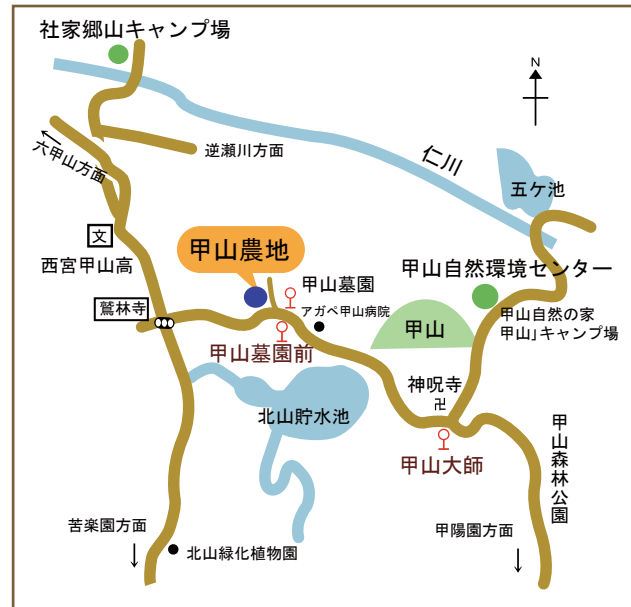 社家郷山キャンプ場
N
六甲山方面
逆瀬川方面
仁川
五ケ池
文
西宮甲山高
甲山農地
甲山墓園
甲山自然環境センター
鷲林寺
アガペ甲山病院
甲山自然の家
甲山」キャンプ場
甲山墓園前
甲山
神呪寺
卍
北山貯水池
甲山大師
甲山森林公園
苦楽園方面
北山緑化植物園
甲陽園方面